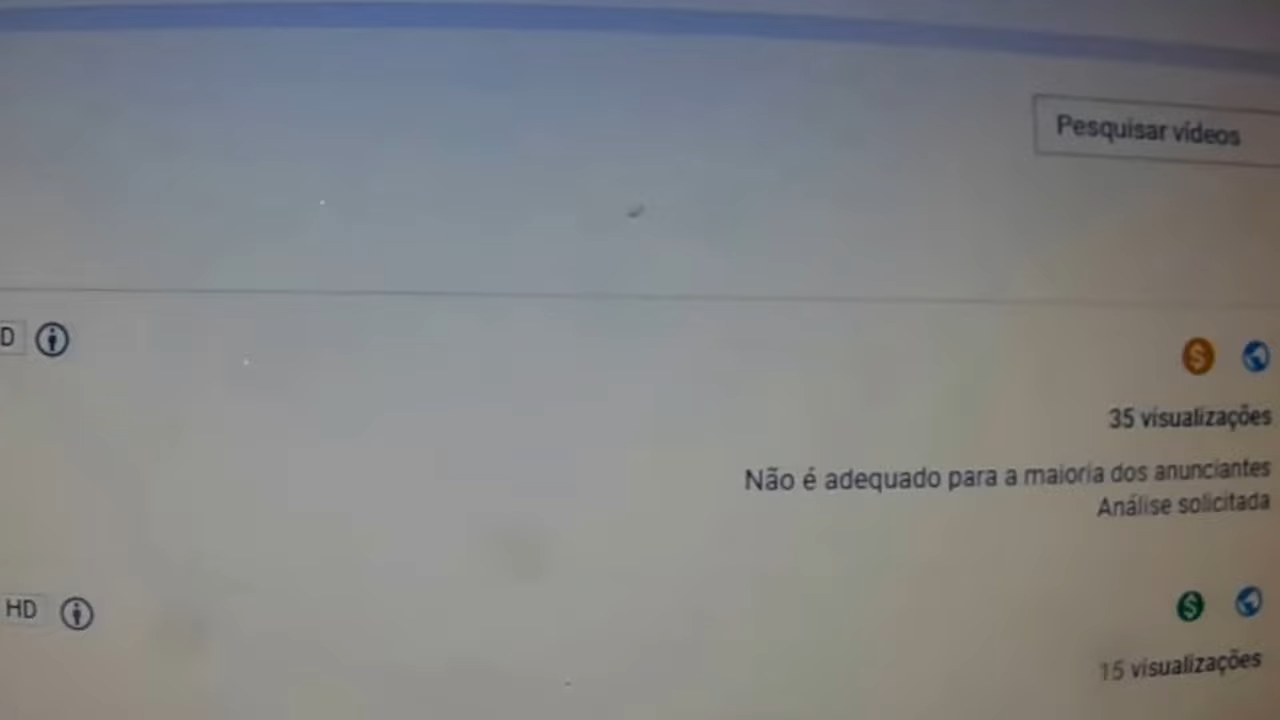 Pesquisar vídeos
D
35 visualizações
Não é adequado para a maioria dos anunciantes
Análise solicitada
HD
15 visualizações